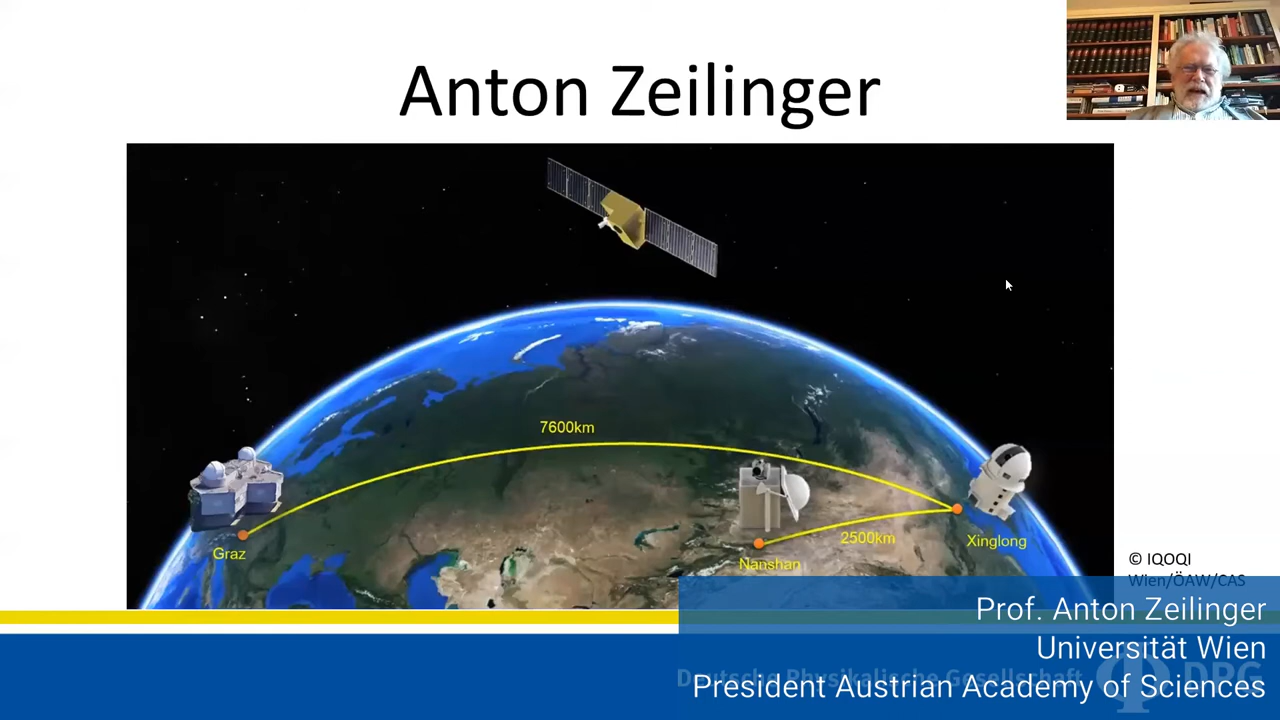 Anton Zeilinger
7600km
2500km
Graz
Nanshan
Xinglong
© IQOQI
Wien/ÖAW/CAS
Prof. Anton Zeilinger
Universität Wien
Deutsche Physikalische Gesellschaft DPG
President Austrian Academy of Sciences